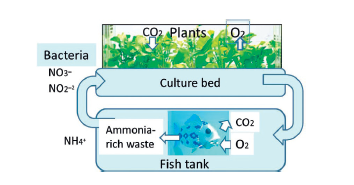 CO2 Plants O2
Bacteria
NO3-
NO2-2
Culture bed
NH4+
Ammonia-
rich waste
CO2
O2
Fish tank